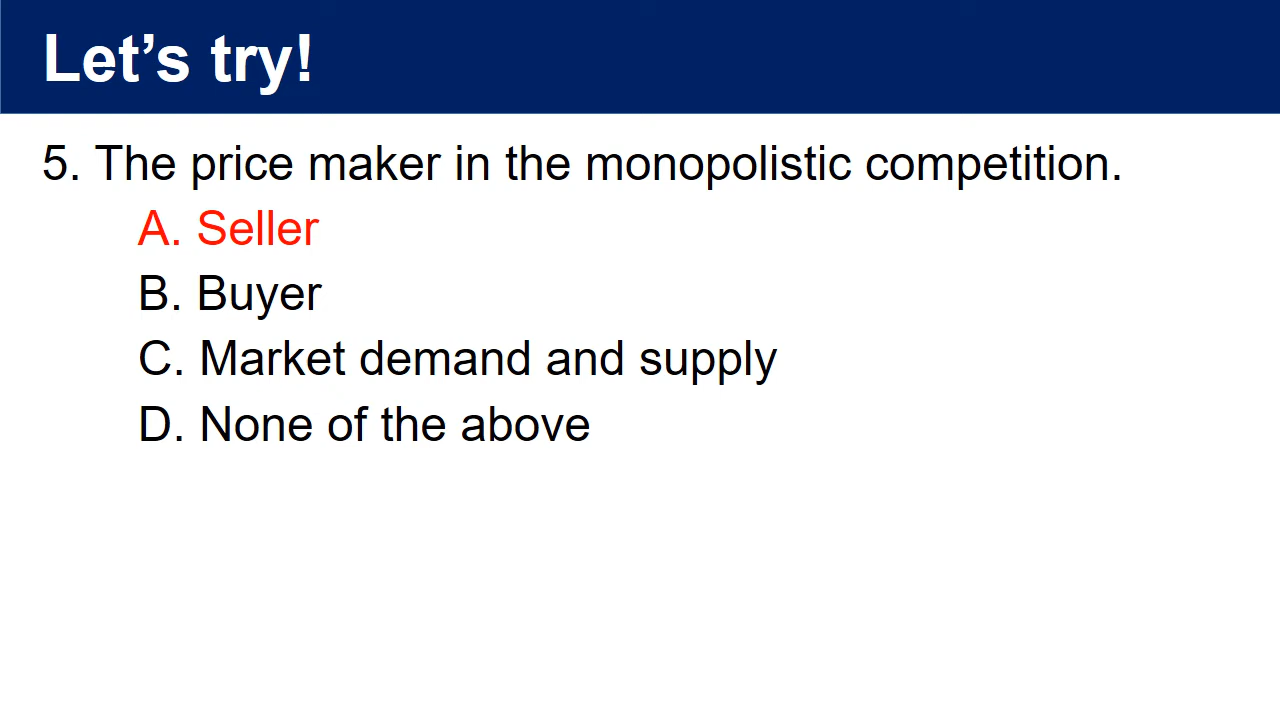 Let’s try!
5. The price maker in the monopolistic competition.
A. Seller
B. Buyer
C. Market demand and supply
D. None of the above